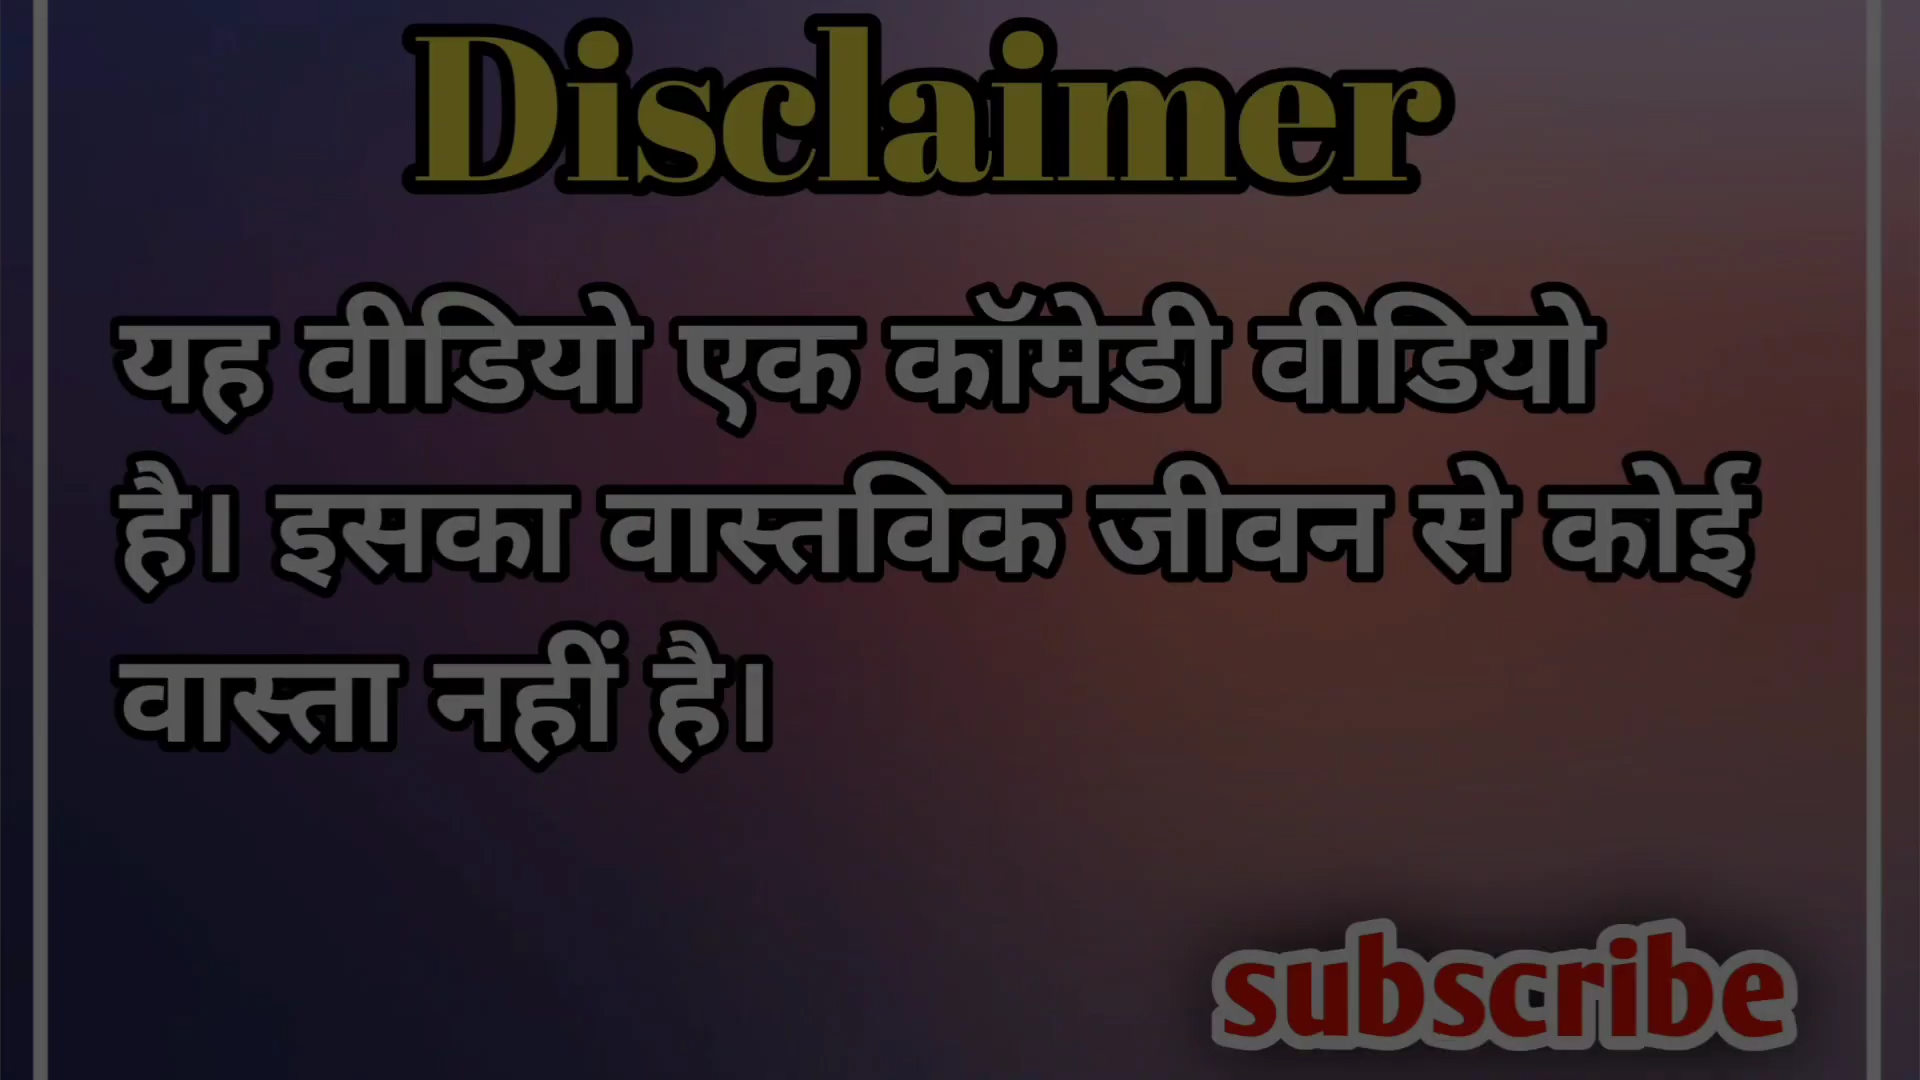 Disclaimer
यह वीडियो एक कॉमेडी वीडियो
है। इसका वास्तविक जीवन से कोई
वास्ता नहीं है।
subscribe